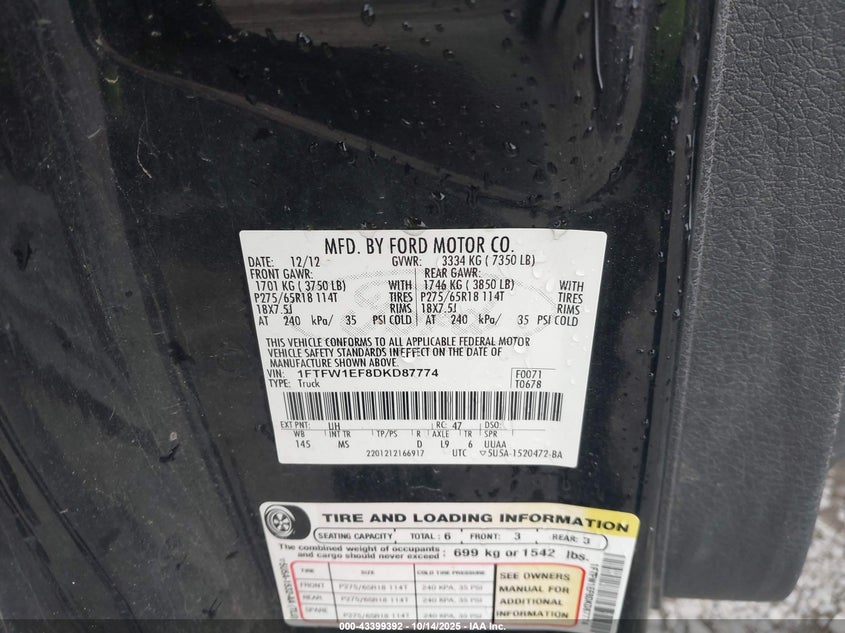 MFD. BY FORD MOTOR CO.
DATE: 12/12 GVWR: 3334 KG ( 7350 LB)
FRONT GAWR: REAR GAWR:
1701 KG ( 3750 LB) WITH 1746 KG ( 3850 LB) WITH
P275/65R18 114T TIRES P275/65R18 114T TIRES
18X7.5J RIMS 18X7.5J RIMS
AT 240 kPa/ 35 PSI COLD AT 240 kPa/ 35 PSI COLD
THIS VEHICLE CONFORMS TO ALL APPLICABLE FEDERAL MOTOR
VEHICLE SAFETY STANDARDS IN EFFECT ON THE DATE OF
MANUFACTURE SHOWN ABOVE.
VIN: 1FTFW1EF8DKD87774 F0071
TYPE: Truck T0678
EXT PNT: UH RC: 47 DSO:
WB INT TR TP/PS R AXLE TR SPR
145 MS D L9 6 UUAA
2201212166917 UTC ▽5U5A-1520472-BA
TIRE AND LOADING INFORMATION
SEATING CAPACITY TOTAL: 6 FRONT: 3 REAR: 3
The combined weight of occupants and cargo should never exceed 699 kg or 1542 lbs.
TIRE SIZE COLD TIRE PRESSURE
FRONT P275/65R18 114T 240 KPA, 35 PSI
REAR P275/65R18 114T 240 KPA, 35 PSI
SPARE P275/65R18 114T 240 KPA, 35 PSI
SEE OWNERS
MANUAL FOR
ADDITIONAL
INFORMATION
000-43399392 - 10/14/2025 - IAA Inc.